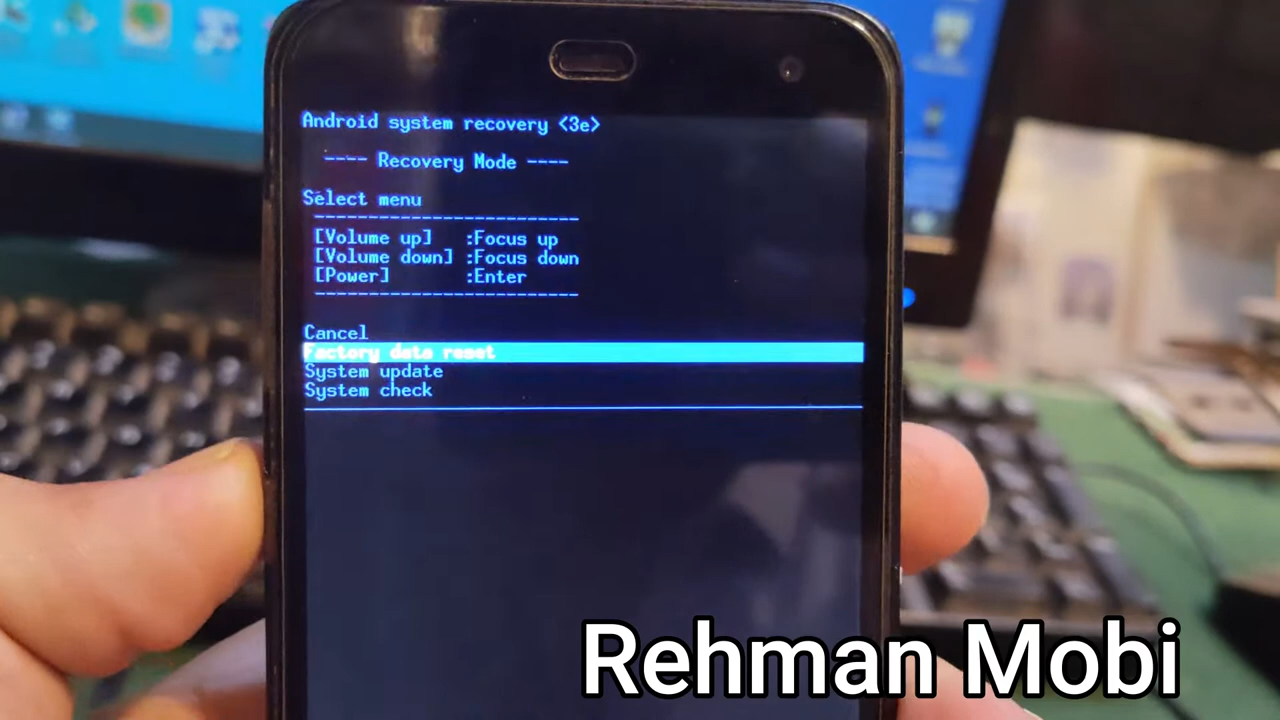 Android system recovery <3e>
---- Recovery Mode ----
Select menu
-------------------------
[Volume up] :Focus up
[Volume down] :Focus down
[Power] :Enter
-------------------------
Cancel
Factory data reset
System update
System check
Rehman Mobi